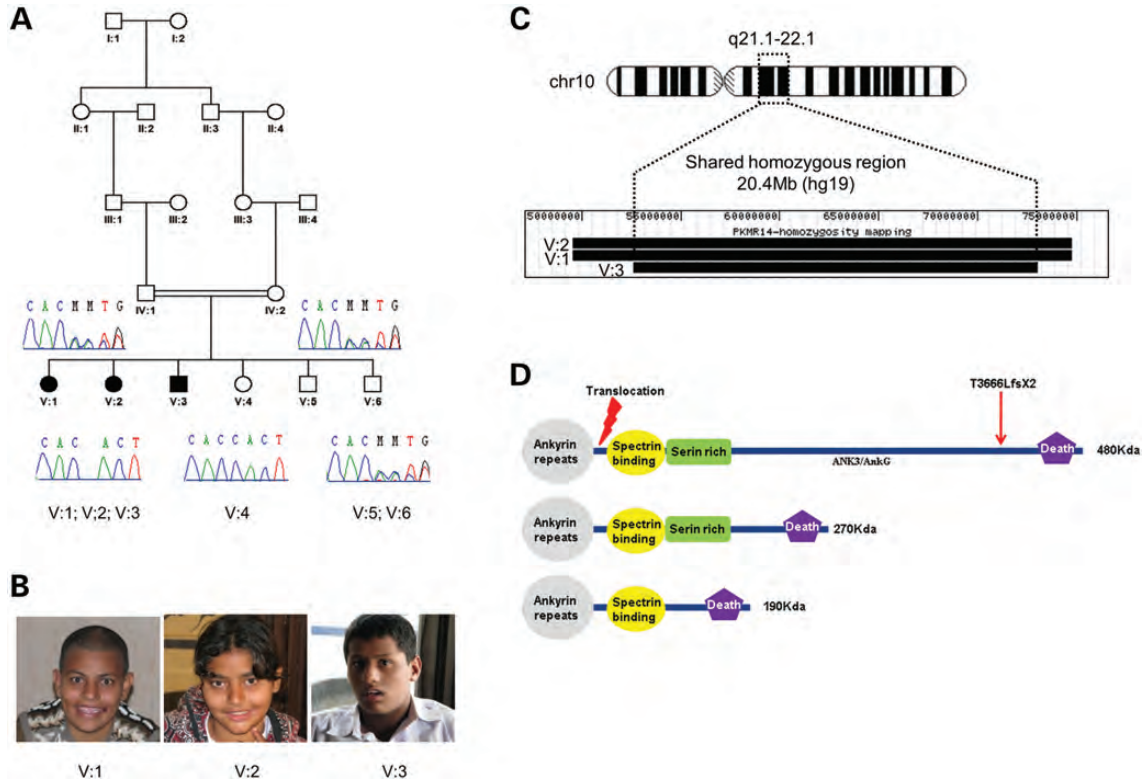 A
I:1 I:2
II:1 II:2 II:3 II:4
III:1 III:2 III:3 III:4
IV:1 IV:2
C A C M M T G
C A C M M T G
V:1 V:2 V:3 V:4 V:5 V:6
C A C A C T
C A C C A C T
C A C M M T G
V:1; V;2; V:3
V:4
V:5; V:6
B
V:1
V:2
V:3
C
q21.1-22.1
chr10
Shared homozygous region
20.4Mb (hg19)
50000000| 55000000| 60000000| 65000000| 70000000| 75000000|
PKMR14-homozygosity mapping
V:2
V:1
V:3
D
Translocation
T3666LfsX2
Ankyrin
repeats
Spectrin
binding
Serin rich
ANK3/AnkG
Death
480Kda
Ankyrin
repeats
Spectrin
binding
Serin rich
Death
270Kda
Ankyrin
repeats
Spectrin
binding
Death
190Kda